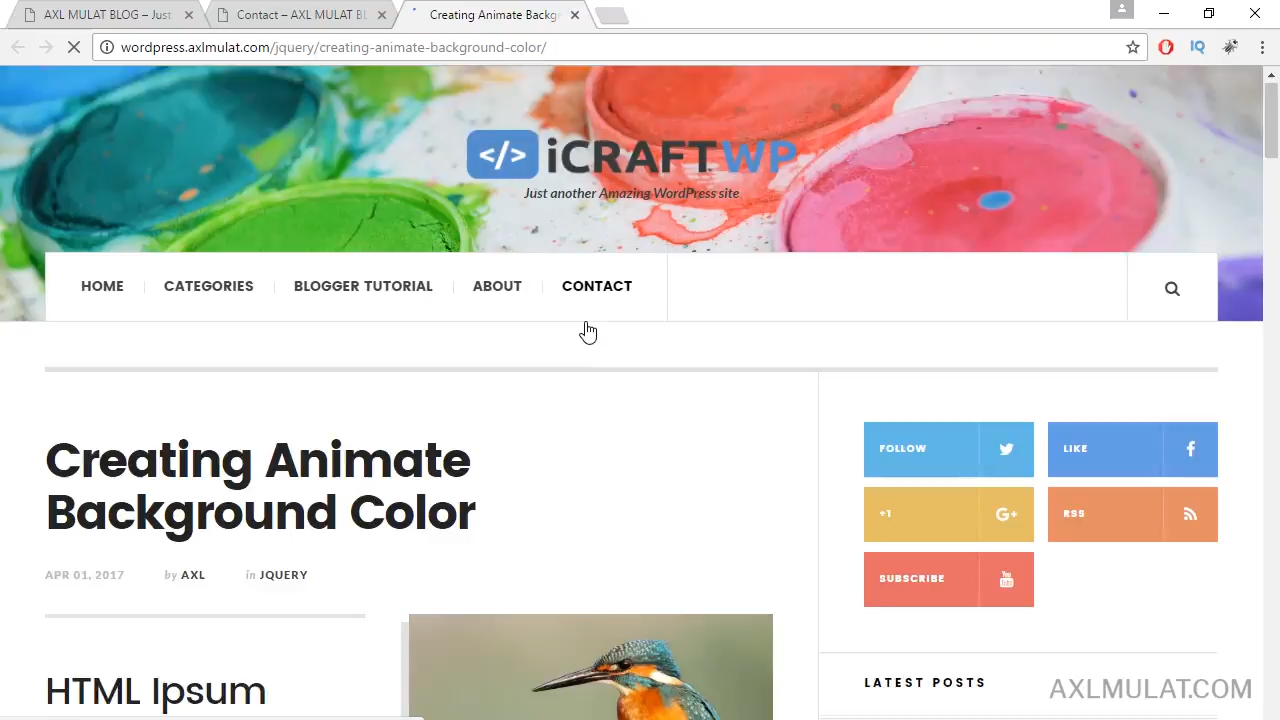 AXL MULAT BLOG – Just
Contact – AXL MULAT BL
Creating Animate Backg
wordpress.axlmulat.com/jquery/creating-animate-background-color/
IQ
</> iCRAFTWP
Just another Amazing WordPress site
HOME
CATEGORIES
BLOGGER TUTORIAL
ABOUT
CONTACT
Creating Animate
Background Color
APR 01, 2017 by AXL in JQUERY
HTML Ipsum
FOLLOW
LIKE
+1
G+
RSS
SUBSCRIBE
You
LATEST POSTS
AXLMULAT.COM